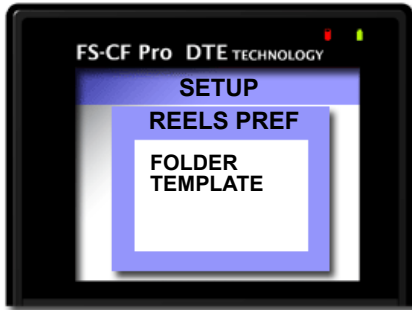 FS-CF Pro DTE TECHNOLOGY
SETUP
REELS PREF
FOLDER
TEMPLATE